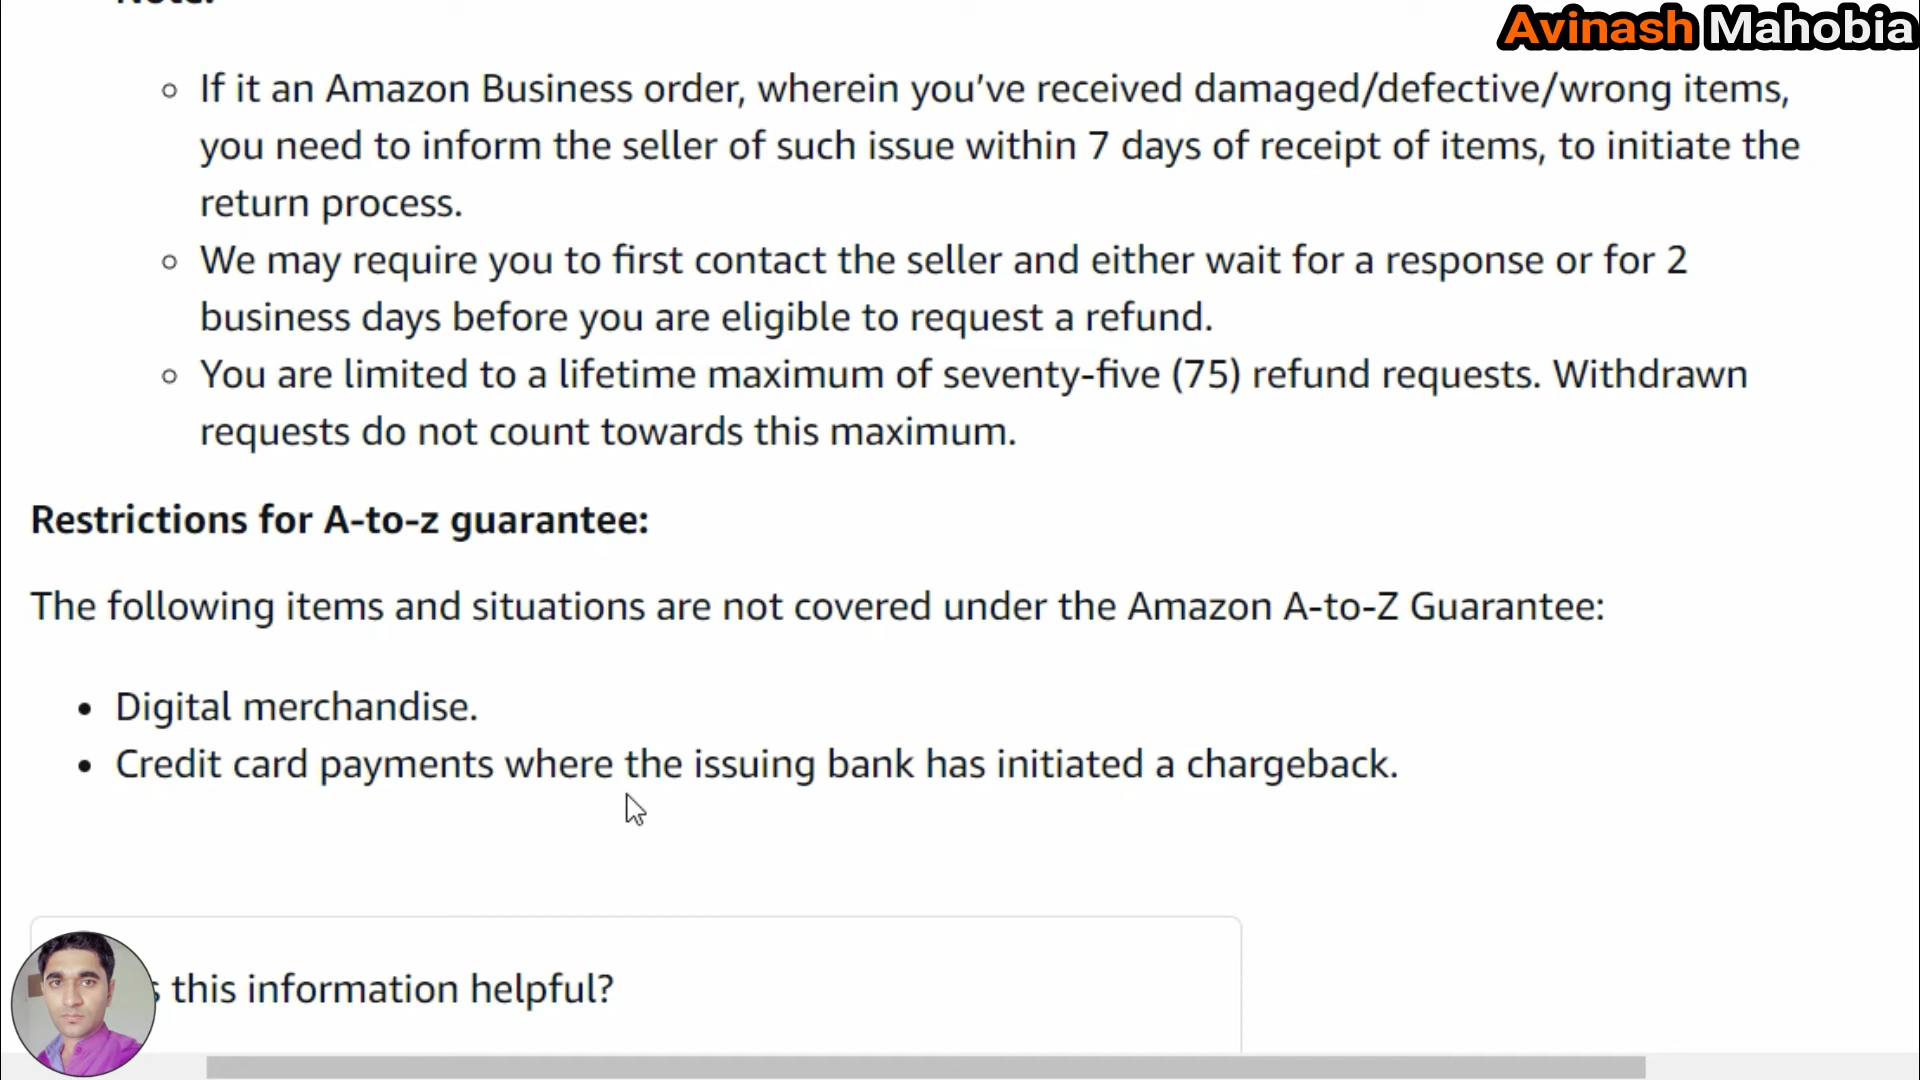 Note:
Avinash Mahobia
If it an Amazon Business order, wherein you’ve received damaged/defective/wrong items,
you need to inform the seller of such issue within 7 days of receipt of items, to initiate the
return process.
We may require you to first contact the seller and either wait for a response or for 2
business days before you are eligible to request a refund.
You are limited to a lifetime maximum of seventy-five (75) refund requests. Withdrawn
requests do not count towards this maximum.
Restrictions for A-to-z guarantee:
The following items and situations are not covered under the Amazon A-to-Z Guarantee:
Digital merchandise.
Credit card payments where the issuing bank has initiated a chargeback.
this information helpful?